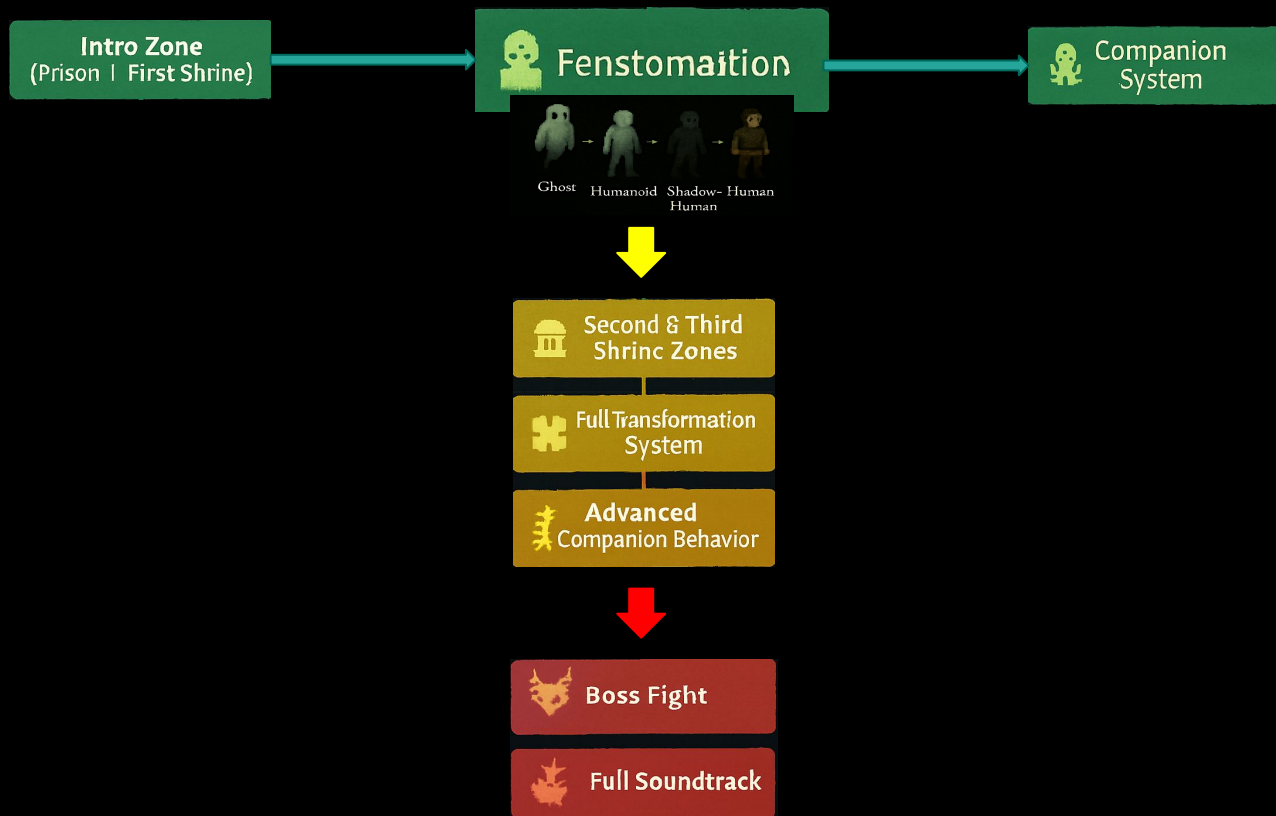 Intro Zone
(Prison | First Shrine)
Fenstomaition
Companion
System
Ghost
Humanoid
Shadow-
Human
Human
Second & Third
Shrinc Zones
Full Transformation
System
Advanced
Companion Behavior
Boss Fight
Full Soundtrack